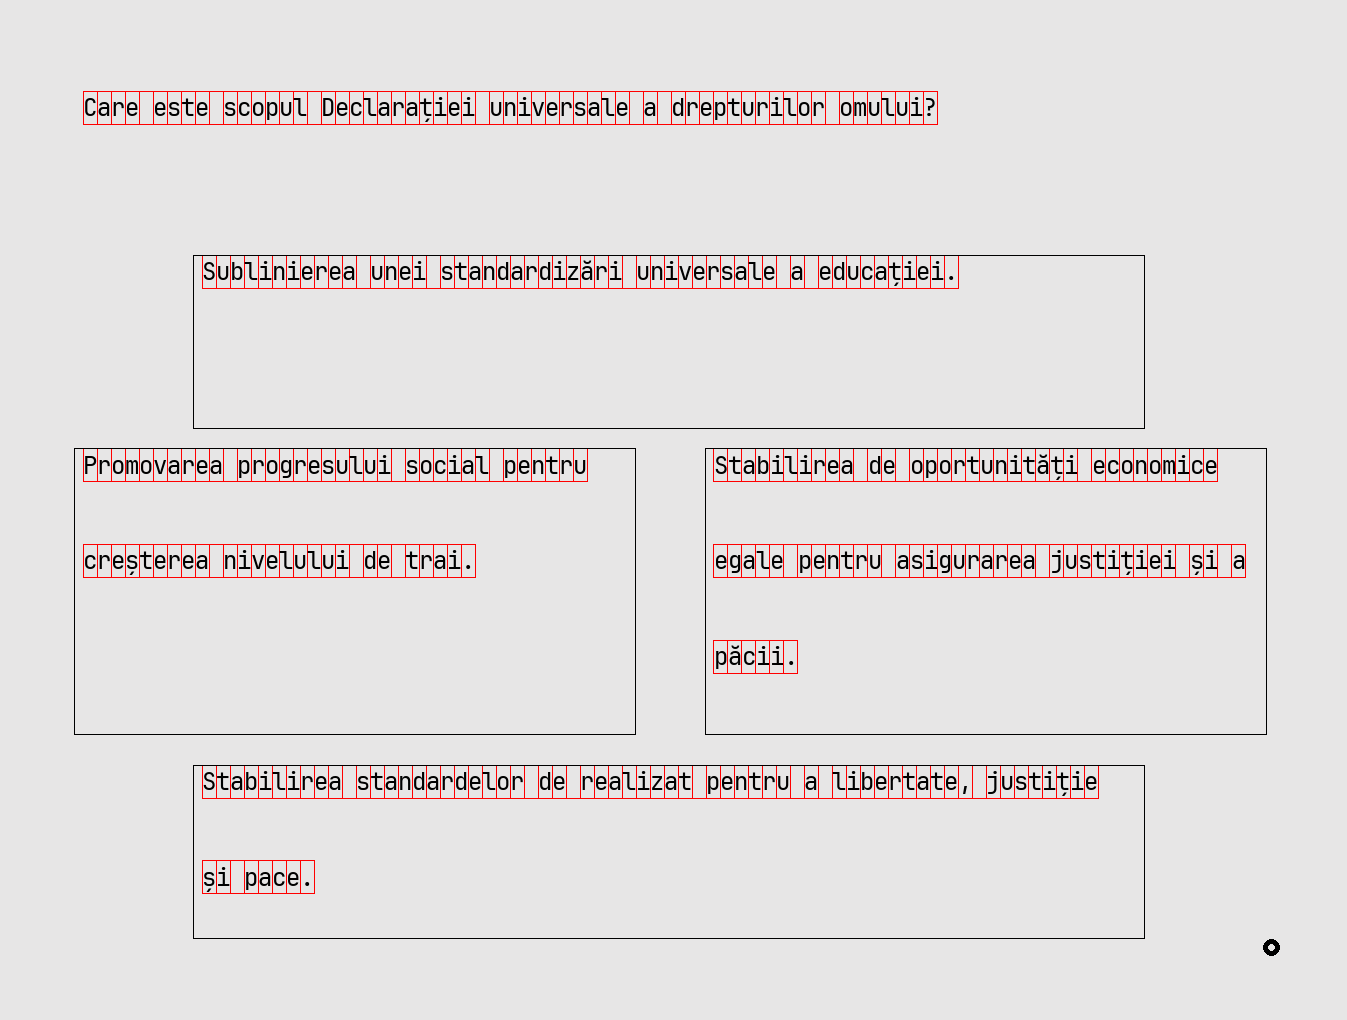 Care este scopul Declarației universale a drepturilor omului?
Sublinierea unei standardizări universale a educației.
Promovarea progresului social pentru
creșterea nivelului de trai.
Stabilirea de oportunități economice
egale pentru asigurarea justiției și a
păcii.
Stabilirea standardelor de realizat pentru a libertate, justiție
și pace.